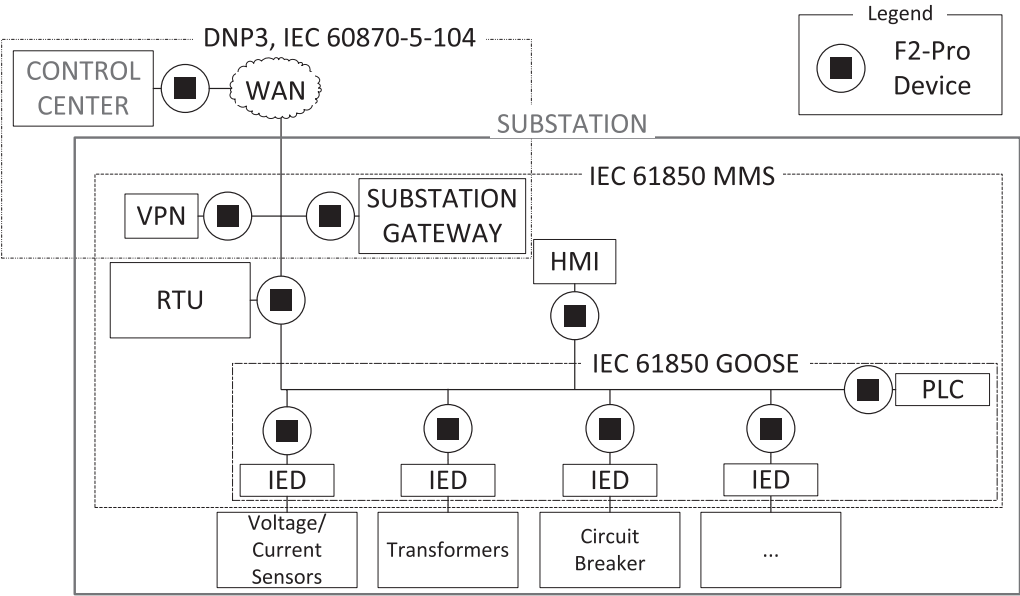 Legend
F2-Pro
Device
DNP3, IEC 60870-5-104
CONTROL
CENTER
WAN
SUBSTATION
IEC 61850 MMS
VPN
SUBSTATION
GATEWAY
HMI
RTU
IEC 61850 GOOSE
PLC
IED
IED
IED
IED
Voltage/
Current
Sensors
Transformers
Circuit
Breaker
...